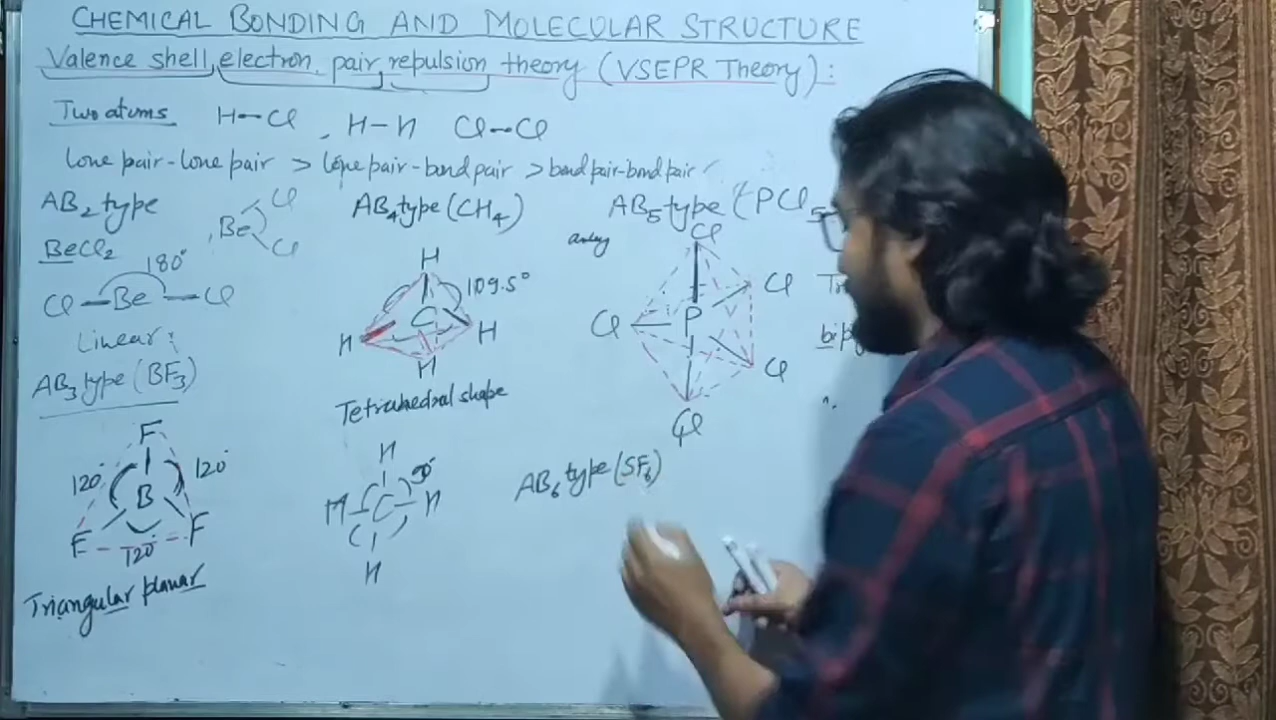 CHEMICAL BONDING AND MOLECULAR STRUCTURE
Valence shell electron pair repulsion theory (VSEPR Theory) :
Two atoms H-Cl , H-H Cl-Cl
Lone pair-lone pair > Lone pair-bond pair > bond pair-bond pair
AB2 type
BeCl2
Cl
Be
Cl
180°
Cl-Be-Cl
Linear:
AB3 type (BF3)
F
120° 120°
B
F 120° F
Triangular planar
AB4 type (CH4)
H
109.5°
C
H H
H
Tetrahedral shape
H
90°
H C H
H
AB5 type (PCl5
Cl
Cl
Cl P
Cl
Cl
AB6 type (SF6)